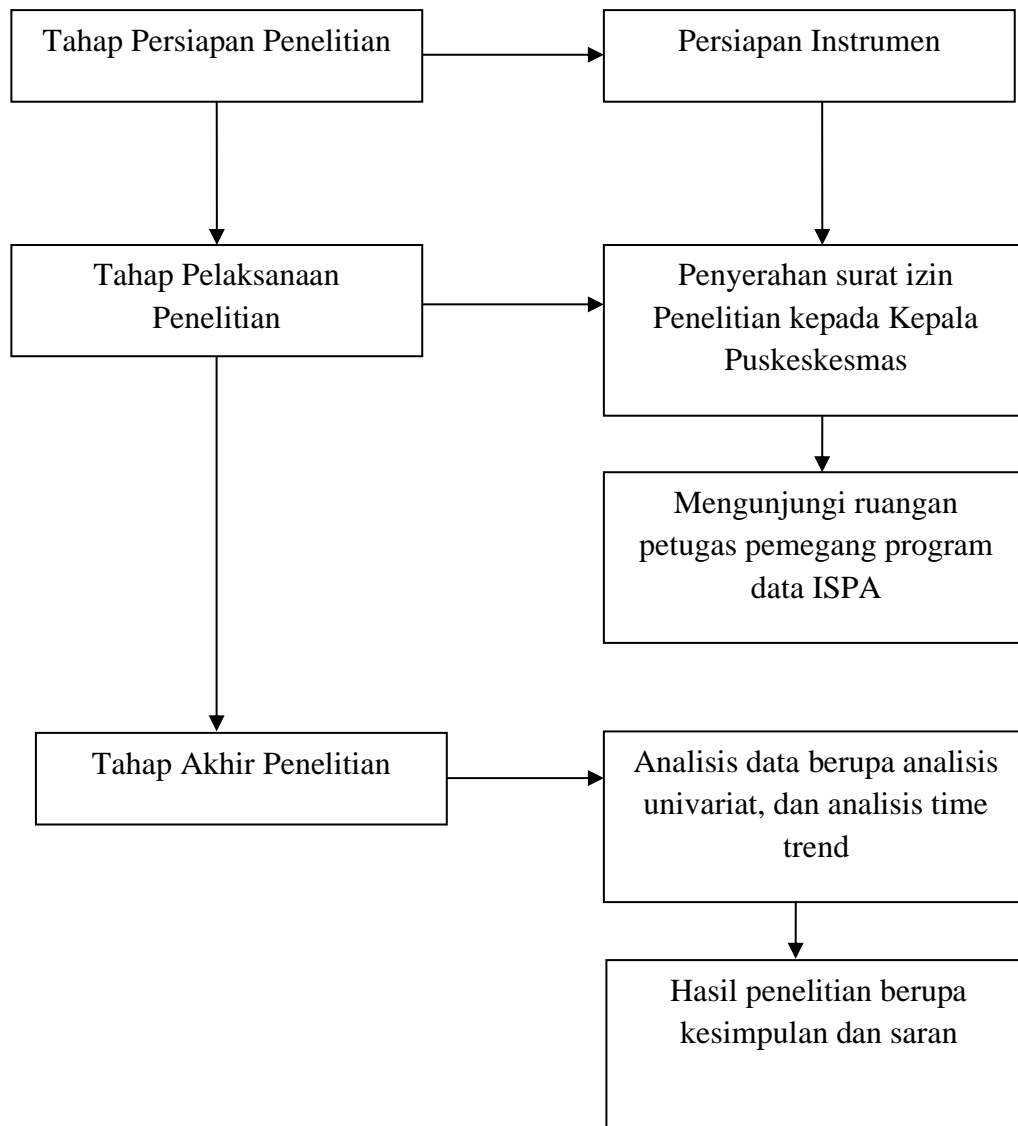 Tahap Persiapan Penelitian
Persiapan Instrumen
Tahap Pelaksanaan
Penelitian
Penyerahan surat izin
Penelitian kepada Kepala
Puskeskesmas
Mengunjungi ruangan
petugas pemegang program
data ISPA
Tahap Akhir Penelitian
Analisis data berupa analisis
univariat, dan analisis time
trend
Hasil penelitian berupa
kesimpulan dan saran